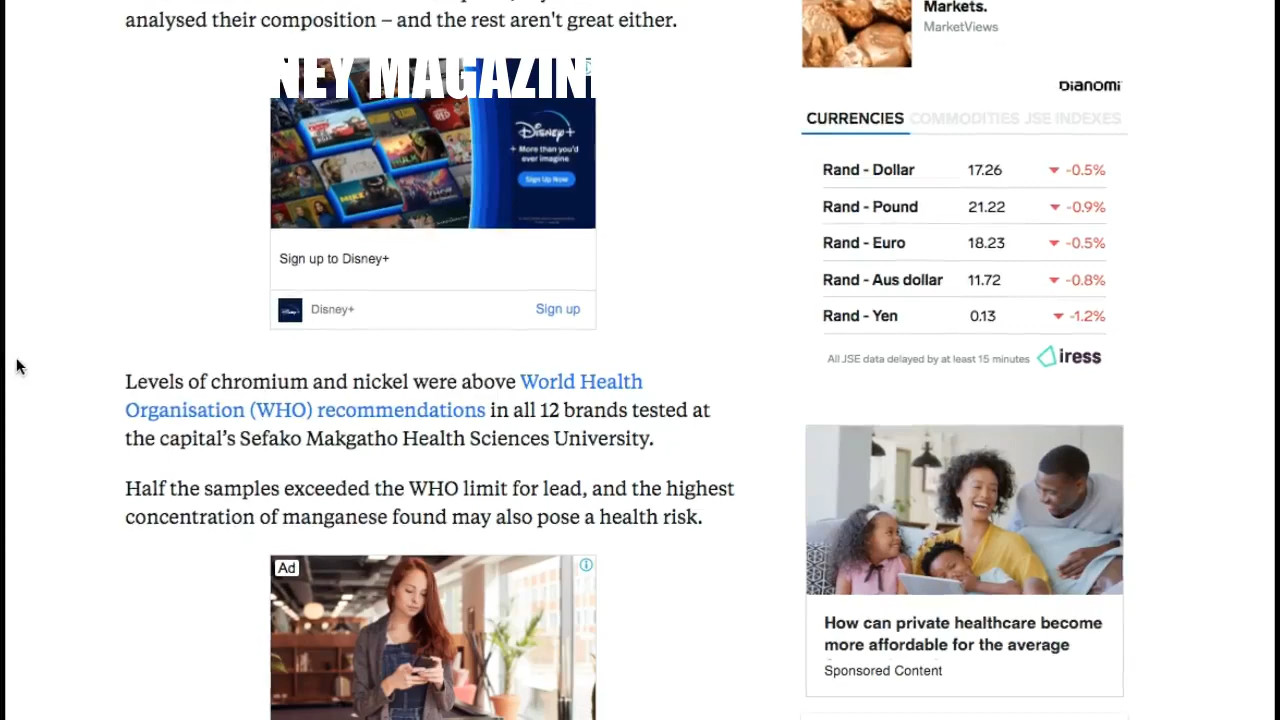 analysed their composition – and the rest aren't great either.
NEY MAGAZIN
Disney+
More than you'd
ever imagine
Sign Up Now
Sign up to Disney+
Disney+
Sign up
Levels of chromium and nickel were above World Health
Organisation (WHO) recommendations in all 12 brands tested at
the capital’s Sefako Makgatho Health Sciences University.
Half the samples exceeded the WHO limit for lead, and the highest
concentration of manganese found may also pose a health risk.
Ad
Markets.
MarketViews
Dianomi
CURRENCIES COMMODITIES JSE INDEXES
Rand - Dollar 17.26 -0.5%
Rand - Pound 21.22 -0.9%
Rand - Euro 18.23 -0.5%
Rand - Aus dollar 11.72 -0.8%
Rand - Yen 0.13 -1.2%
All JSE data delayed by at least 15 minutes iress
How can private healthcare become
more affordable for the average
Sponsored Content